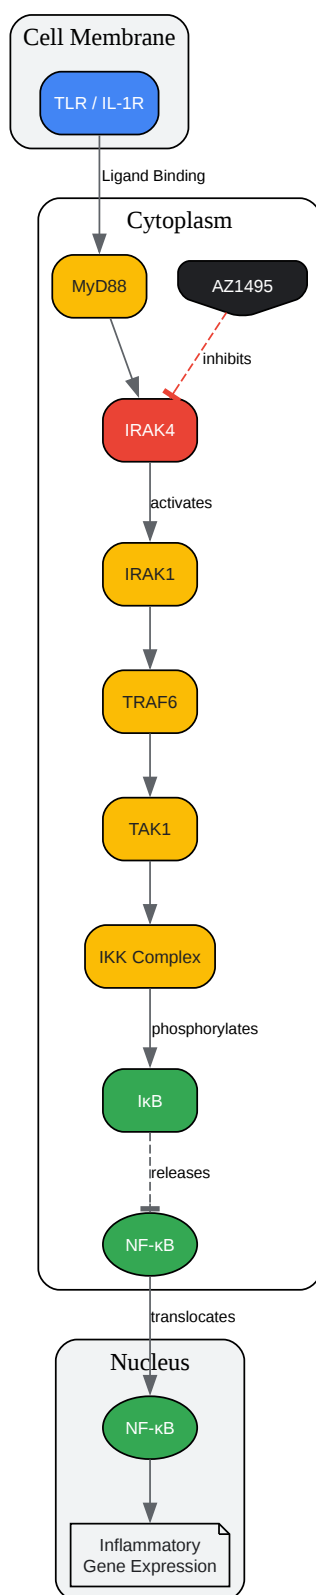 Cell Membrane
TLR / IL-1R
Ligand Binding
Cytoplasm
MyD88
AZ1495
inhibits
IRAK4
activates
IRAK1
TRAF6
TAK1
IKK Complex
phosphorylates
IκB
releases
NF-κB
translocates
Nucleus
NF-κB
Inflammatory
Gene Expression